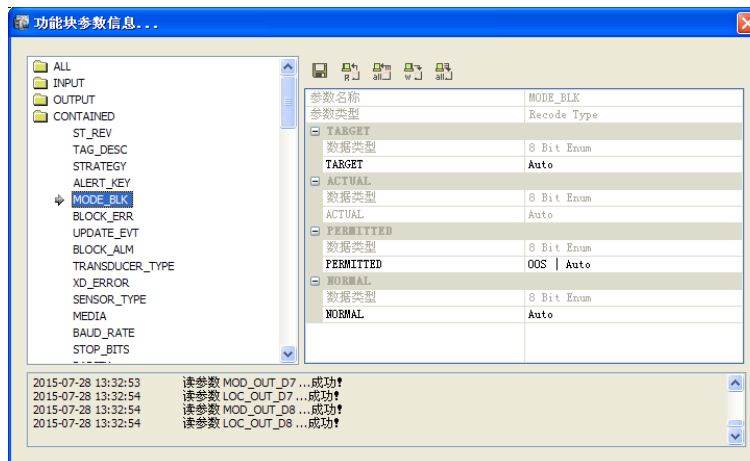 功能块参数信息...
ALL
INPUT
OUTPUT
CONTAINED
ST_REV
TAG_DESC
STRATEGY
ALERT_KEY
MODE_BLK
BLOCK_ERR
UPDATE_EVT
BLOCK_ALM
TRANSDUCER_TYPE
XD_ERROR
SENSOR_TYPE
MEDIA
BAUD_RATE
STOP_BITS
R
all
w
all
参数名称 MODE_BLK
参数类型 Recode Type
TARGET
数据类型 8 Bit Enum
TARGET Auto
ACTUAL
数据类型 8 Bit Enum
ACTUAL Auto
PERMITTED
数据类型 8 Bit Enum
PERMITTED OOS | Auto
NORMAL
数据类型 8 Bit Enum
NORMAL Auto
2015-07-28 13:32:53 读参数 MOD_OUT_D7 ...成功!
2015-07-28 13:32:54 读参数 LOC_OUT_D7 ...成功!
2015-07-28 13:32:54 读参数 MOD_OUT_D8 ...成功!
2015-07-28 13:32:54 读参数 LOC_OUT_D8 ...成功!